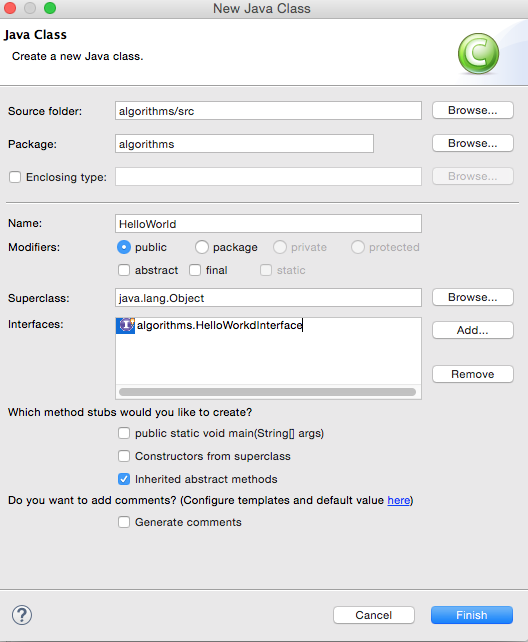 New Java Class
Java Class
Create a new Java class.
Source folder: algorithms/src Browse...
Package: algorithms Browse...
Enclosing type: Browse...
Name: HelloWorld
Modifiers: public package private protected
abstract final static
Superclass: java.lang.Object Browse...
Interfaces: algorithms.HelloWorkdInterface Add...
Remove
Which method stubs would you like to create?
public static void main(String[] args)
Constructors from superclass
Inherited abstract methods
Do you want to add comments? (Configure templates and default value here)
Generate comments
? Cancel Finish